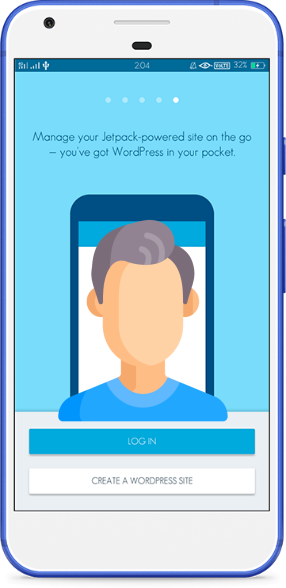 2:04
VoLTE
32%
Manage your Jetpack-powered site on the go
– you've got WordPress in your pocket.
LOG IN
CREATE A WORDPRESS SITE